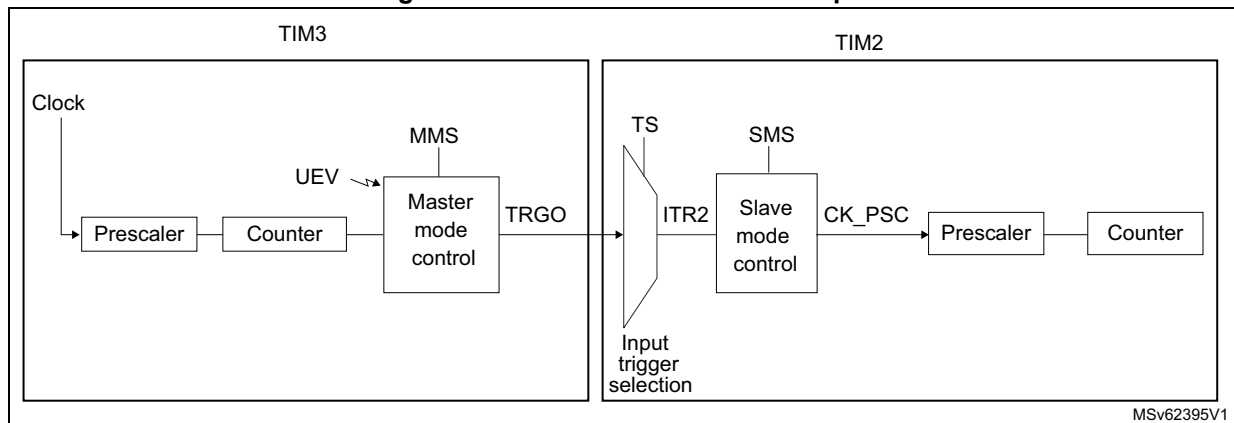 TIM3
TIM2
Clock
MMS
UEV
Master
mode
control
TRGO
Prescaler
Counter
TS
SMS
ITR2
Slave
mode
control
CK_PSC
Prescaler
Counter
Input
trigger
selection
MSv62395V1